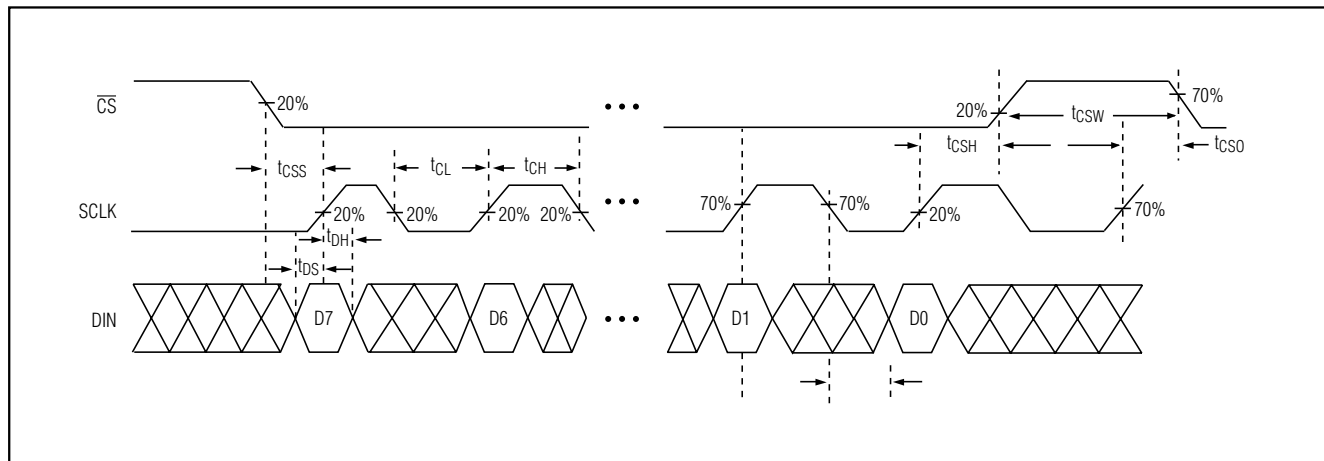 CS
20%
20%
tCSW
70%
tCSS
tCL
tCH
tCSH
tCSO
SCLK
20%
20%
20%
20%
70%
70%
20%
70%
tDH
tDS
DIN
D7
D6
D1
D0